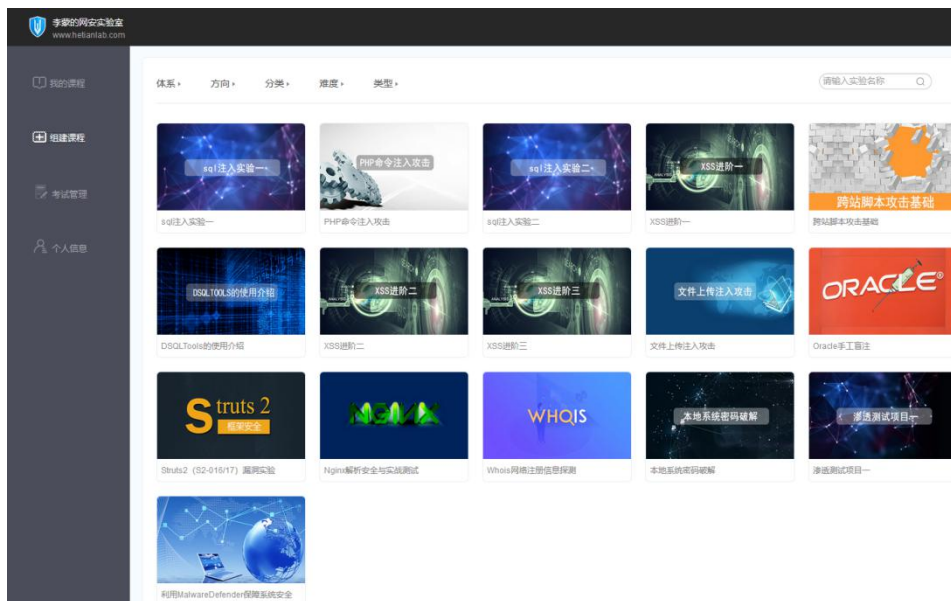 李蒙的网安实验室
www.hetianlab.com
我的课程
组建课程
考试管理
个人信息
体系
方向
分类
难度
类型
请输入实验名称
sql注入实验一
PHP命令注入攻击
sql注入实验二
XSS进阶一
跨站脚本攻击基础
sql注入实验一
PHP命令注入攻击
sql注入实验二
XSS进阶一
跨站脚本攻击基础
DSQLTOOLS的使用介绍
XSS进阶二
XSS进阶三
文件上传注入攻击
ORACLE®
DSQLTools的使用介绍
XSS进阶二
XSS进阶三
文件上传注入攻击
Oracle手工盲注
Struts 2
框架安全
NGINX
WHOIS
本地系统密码破解
渗透测试项目一
Struts2（S2-016/17）漏洞实验
Nginx解析安全与实战测试
Whois网络注册信息探测
本地系统密码破解
渗透测试项目一
利用MalwareDefender保障系统安全